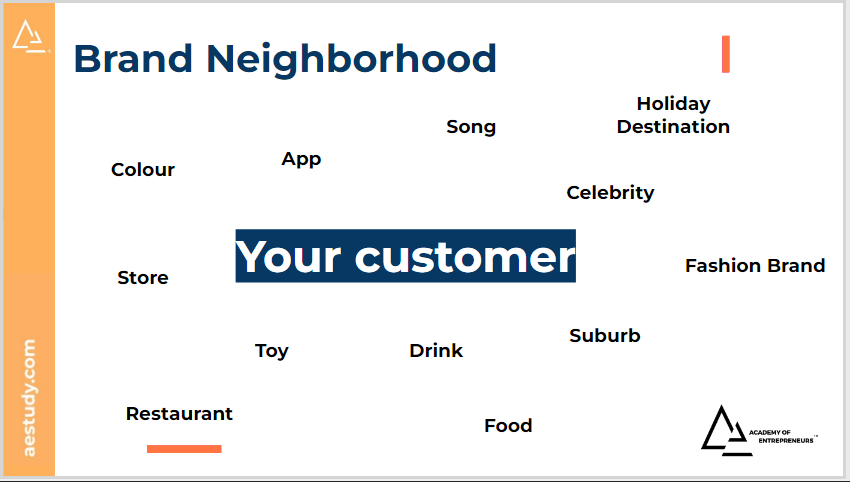 Brand Neighborhood
Holiday
Destination
Song
App
Colour
Celebrity
Your customer
Fashion Brand
Store
Suburb
Toy
Drink
Restaurant
Food
aestudy.com
ACADEMY OF
ENTREPRENEURS™